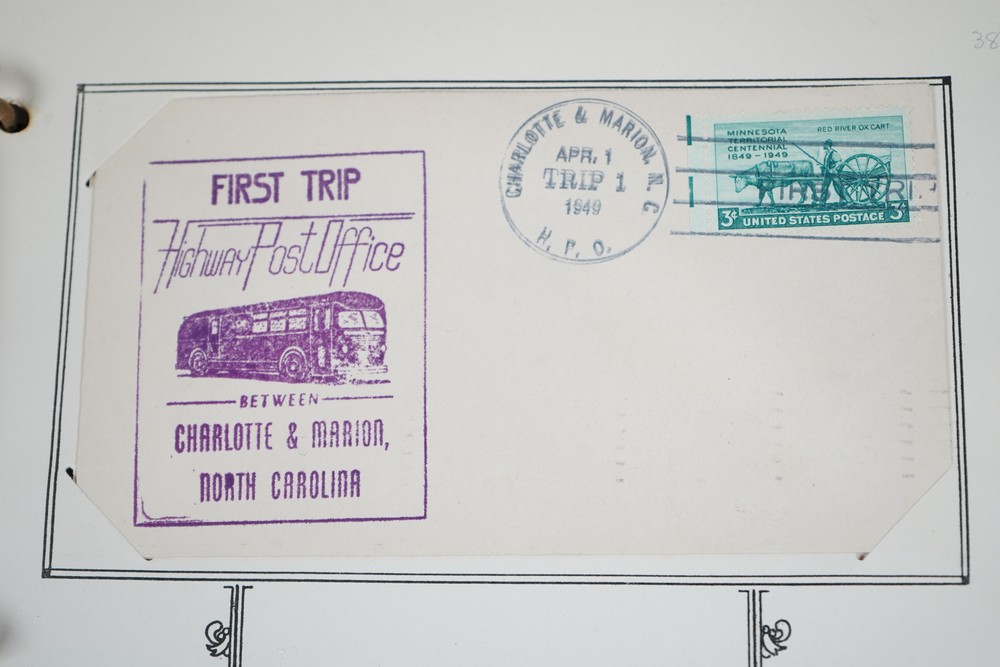 38
FIRST TRIP
Highway Post Office
BETWEEN
CHARLOTTE & MARION,
NORTH CAROLINA
CHARLOTTE & MARION, N. C
APR. 1
TRIP 1
1949
H. P. O.
MINNESOTA
TERRITORIAL
CENTENNIAL
1849 - 1949
RED RIVER OX CART
3¢ UNITED STATES POSTAGE 3¢